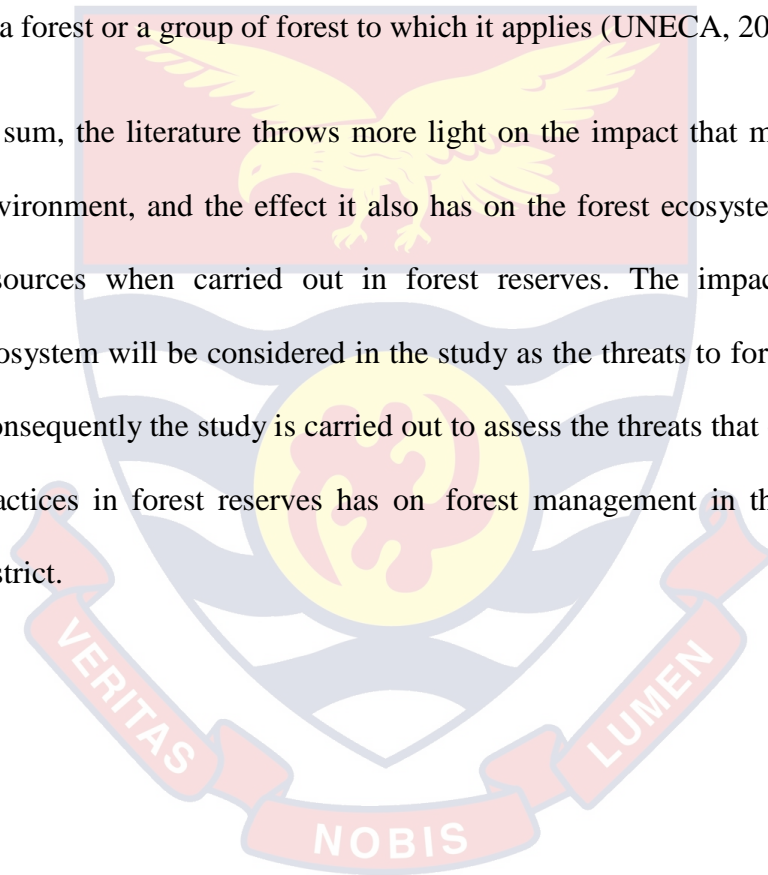 a forest or a group of forest to which it applies (UNECA, 20
sum, the literature throws more light on the impact that m
vironment, and the effect it also has on the forest ecosyste
sources when carried out in forest reserves. The impac
osystem will be considered in the study as the threats to for
onsequently the study is carried out to assess the threats that
actices in forest reserves has on forest management in th
strict.
VERITAS
NOBIS
LUMEN